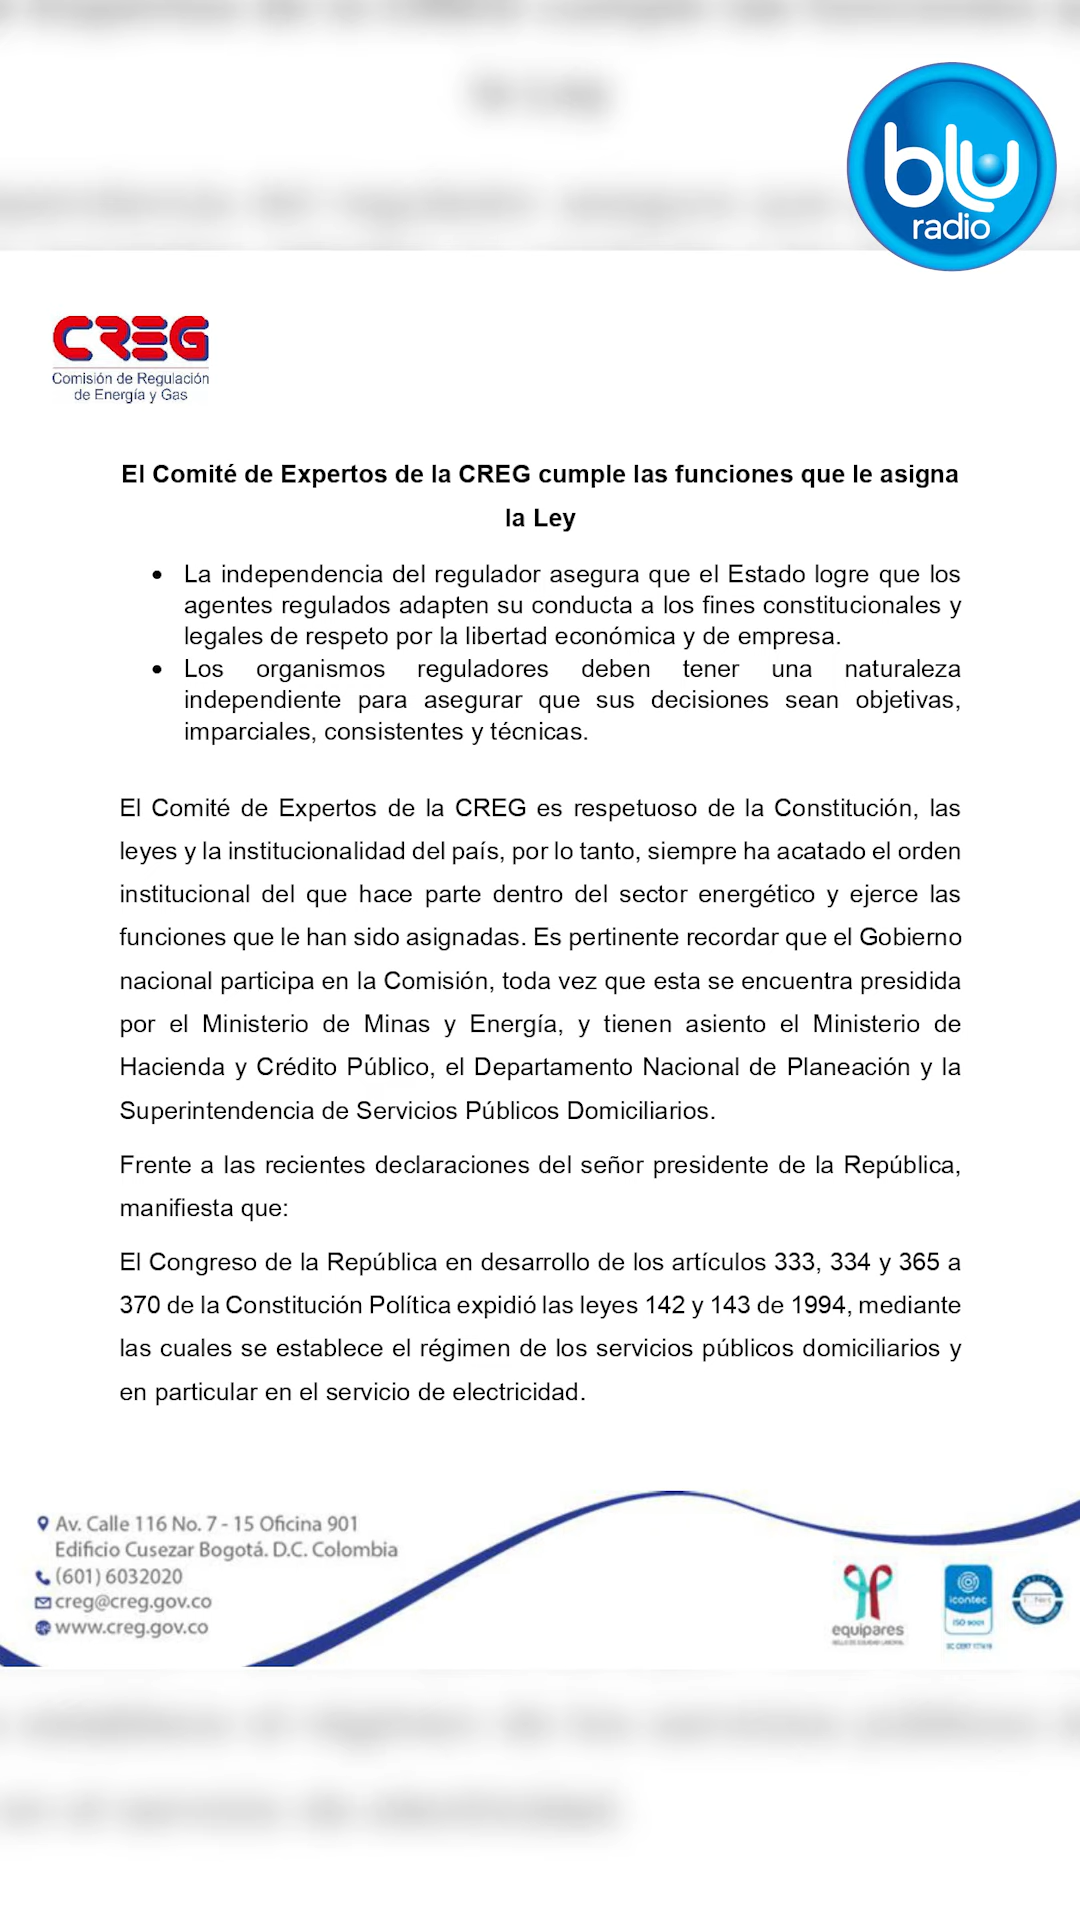 blu
radio
CREG
Comisión de Regulación
de Energía y Gas
El Comité de Expertos de la CREG cumple las funciones que le asigna
la Ley
• La independencia del regulador asegura que el Estado logre que los
agentes regulados adapten su conducta a los fines constitucionales y
legales de respeto por la libertad económica y de empresa.
• Los organismos reguladores deben tener una naturaleza
independiente para asegurar que sus decisiones sean objetivas,
imparciales, consistentes y técnicas.
El Comité de Expertos de la CREG es respetuoso de la Constitución, las
leyes y la institucionalidad del país, por lo tanto, siempre ha acatado el orden
institucional del que hace parte dentro del sector energético y ejerce las
funciones que le han sido asignadas. Es pertinente recordar que el Gobierno
nacional participa en la Comisión, toda vez que esta se encuentra presidida
por el Ministerio de Minas y Energía, y tienen asiento el Ministerio de
Hacienda y Crédito Público, el Departamento Nacional de Planeación y la
Superintendencia de Servicios Públicos Domiciliarios.
Frente a las recientes declaraciones del señor presidente de la República,
manifiesta que:
El Congreso de la República en desarrollo de los artículos 333, 334 y 365 a
370 de la Constitución Política expidió las leyes 142 y 143 de 1994, mediante
las cuales se establece el régimen de los servicios públicos domiciliarios y
en particular en el servicio de electricidad.
Av. Calle 116 No. 7 - 15 Oficina 901
Edificio Cusezar Bogotá. D.C. Colombia
(601) 6032020
creg@creg.gov.co
www.creg.gov.co
equipares
icontec
ISO 9001